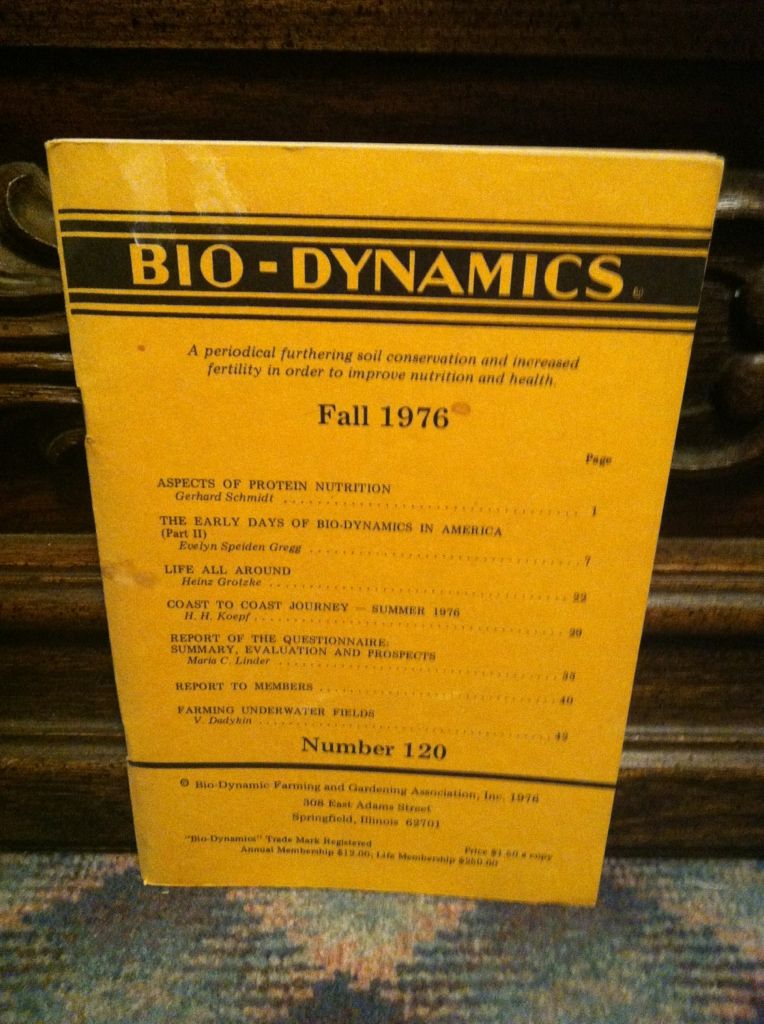 BIO-DYNAMICS ®
A periodical furthering soil conservation and increased
fertility in order to improve nutrition and health.
Fall 1976
Page
ASPECTS OF PROTEIN NUTRITION
Gerhard Schmidt .......... 1
THE EARLY DAYS OF BIO-DYNAMICS IN AMERICA
(Part II)
Evelyn Speiden Gregg .......... 7
LIFE ALL AROUND
Heinz Grotzke .......... 22
COAST TO COAST JOURNEY — SUMMER 1976
H. H. Koepf .......... 29
REPORT OF THE QUESTIONNAIRE:
SUMMARY, EVALUATION AND PROSPECTS
Maria C. Linder .......... 33
REPORT TO MEMBERS .......... 40
FARMING UNDERWATER FIELDS
V. Dadykin ..........
Number 120
© Bio-Dynamic Farming and Gardening Association, Inc. 1976
308 East Adams Street
Springfield, Illinois 62701
"Bio-Dynamics" Trade Mark Registered
Price $1.50 a copy
Annual Membership $12.00, Life Membership $250.00